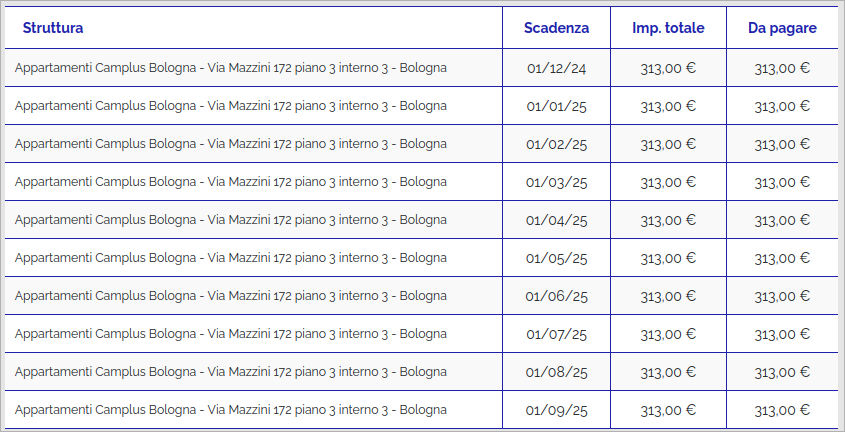 Struttura Scadenza Imp. totale Da pagare
Appartamenti Camplus Bologna - Via Mazzini 172 piano 3 interno 3 - Bologna 01/12/24 313,00 € 313,00 €
Appartamenti Camplus Bologna - Via Mazzini 172 piano 3 interno 3 - Bologna 01/01/25 313,00 € 313,00 €
Appartamenti Camplus Bologna - Via Mazzini 172 piano 3 interno 3 - Bologna 01/02/25 313,00 € 313,00 €
Appartamenti Camplus Bologna - Via Mazzini 172 piano 3 interno 3 - Bologna 01/03/25 313,00 € 313,00 €
Appartamenti Camplus Bologna - Via Mazzini 172 piano 3 interno 3 - Bologna 01/04/25 313,00 € 313,00 €
Appartamenti Camplus Bologna - Via Mazzini 172 piano 3 interno 3 - Bologna 01/05/25 313,00 € 313,00 €
Appartamenti Camplus Bologna - Via Mazzini 172 piano 3 interno 3 - Bologna 01/06/25 313,00 € 313,00 €
Appartamenti Camplus Bologna - Via Mazzini 172 piano 3 interno 3 - Bologna 01/07/25 313,00 € 313,00 €
Appartamenti Camplus Bologna - Via Mazzini 172 piano 3 interno 3 - Bologna 01/08/25 313,00 € 313,00 €
Appartamenti Camplus Bologna - Via Mazzini 172 piano 3 interno 3 - Bologna 01/09/25 313,00 € 313,00 €